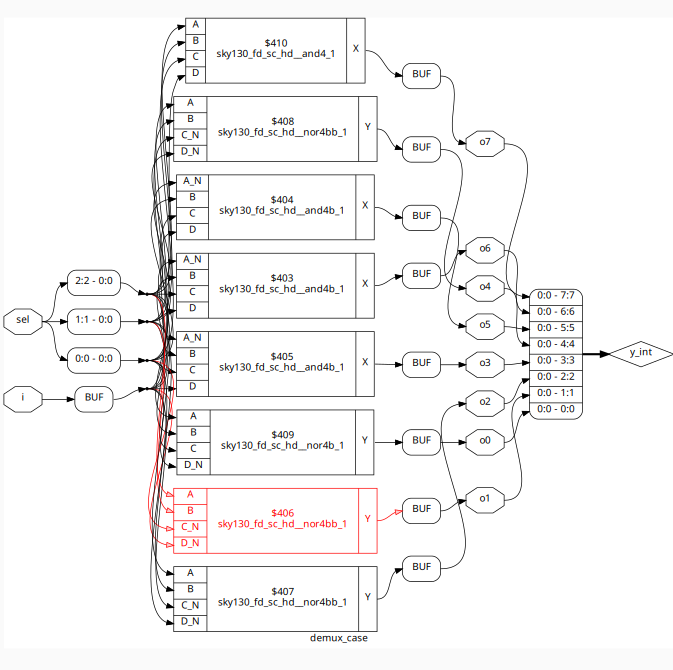 A
B
C
D
$410
sky130_fd_sc_hd__and4_1
X
BUF
A
B
C_N
D_N
$408
sky130_fd_sc_hd__nor4bb_1
Y
BUF
o7
A_N
B
C
D
$404
sky130_fd_sc_hd__and4b_1
X
BUF
o6
A_N
B
C
D
$403
sky130_fd_sc_hd__and4b_1
X
BUF
o4
o5
2:2 - 0:0
1:1 - 0:0
0:0 - 0:0
sel
i
BUF
A_N
B
C
D
$405
sky130_fd_sc_hd__and4b_1
X
BUF
o3
0:0 - 7:7
0:0 - 6:6
0:0 - 5:5
0:0 - 4:4
0:0 - 3:3
0:0 - 2:2
0:0 - 1:1
0:0 - 0:0
y_int
A
B
C
D_N
$409
sky130_fd_sc_hd__nor4b_1
Y
BUF
o2
o0
A
B
C_N
D_N
$406
sky130_fd_sc_hd__nor4bb_1
Y
BUF
o1
A
B
C_N
D_N
$407
sky130_fd_sc_hd__nor4bb_1
Y
BUF
demux_case